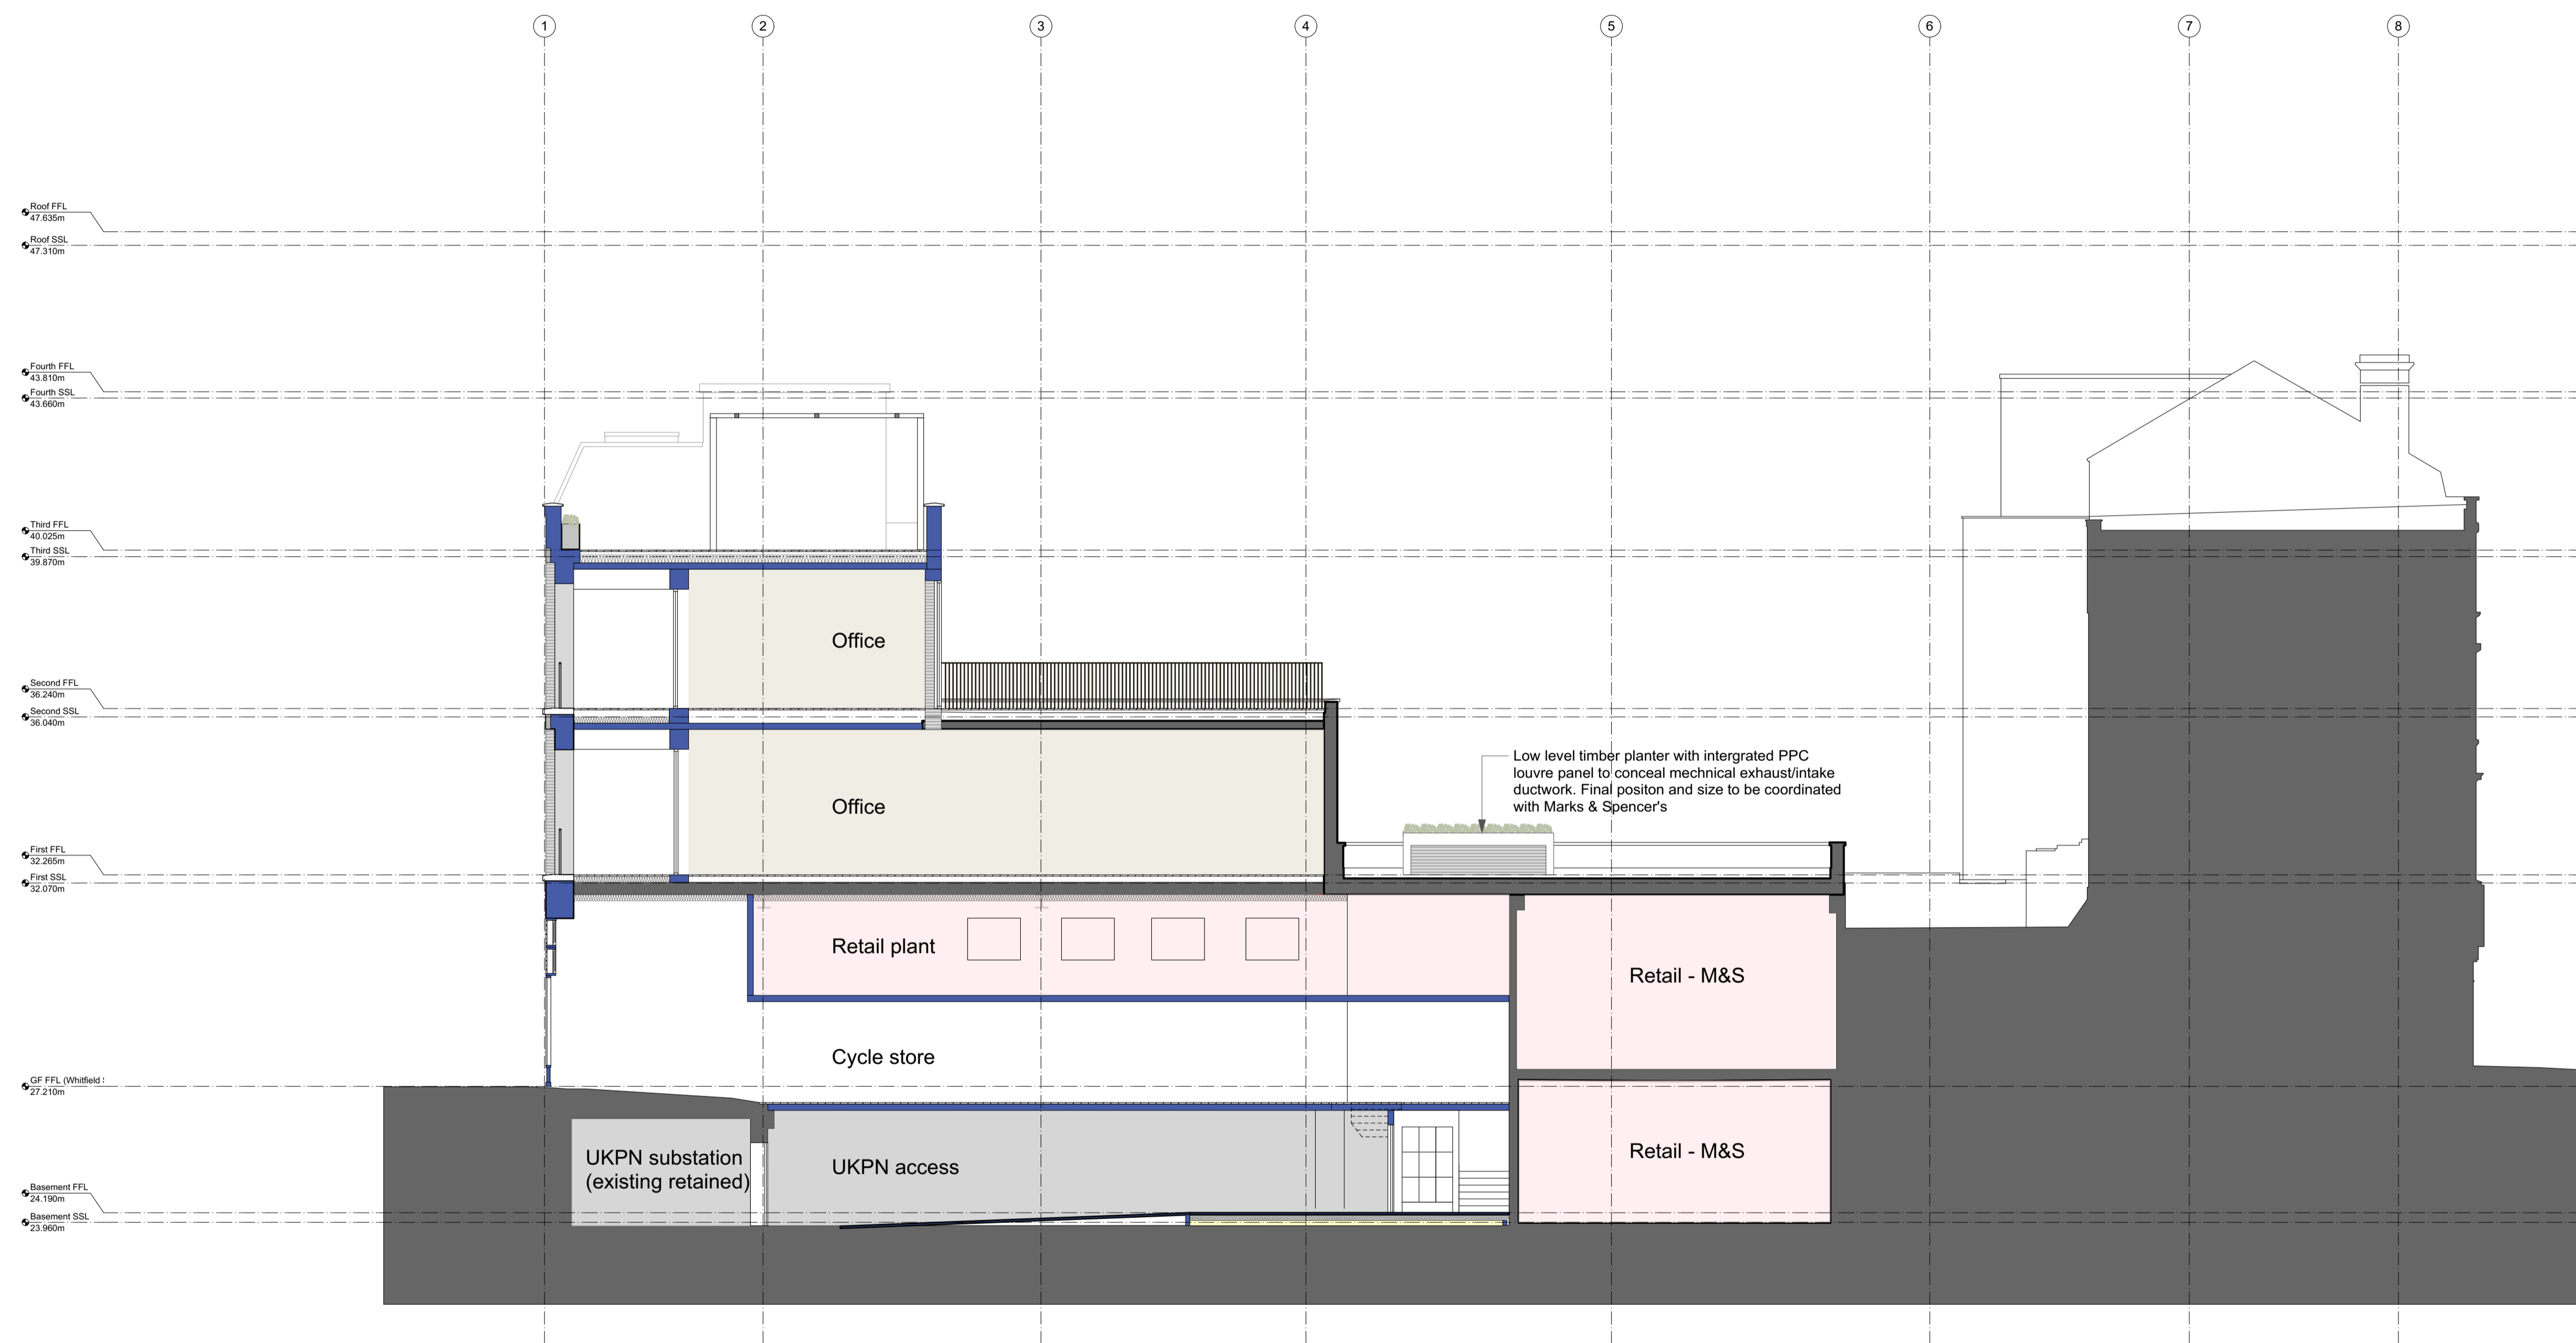 1 2 3 4 5 6 7 8
Roof FFL
47.635m
Roof SSL
47.310m
Fourth FFL
43.810m
Fourth SSL
43.660m
Third FFL
40.025m
Third SSL
39.870m
Office
Second FFL
36.240m
Second SSL
36.040m
Low level timber planter with intergrated PPC
louvre panel to conceal mechnical exhaust/intake
ductwork. Final positon and size to be coordinated
with Marks & Spencer's
Office
First FFL
32.265m
First SSL
32.070m
Retail plant
Retail - M&S
Cycle store
GF FFL (Whitfield :
27.210m
UKPN substation
(existing retained)
UKPN access
Retail - M&S
Basement FFL
24.190m
Basement SSL
23.960m